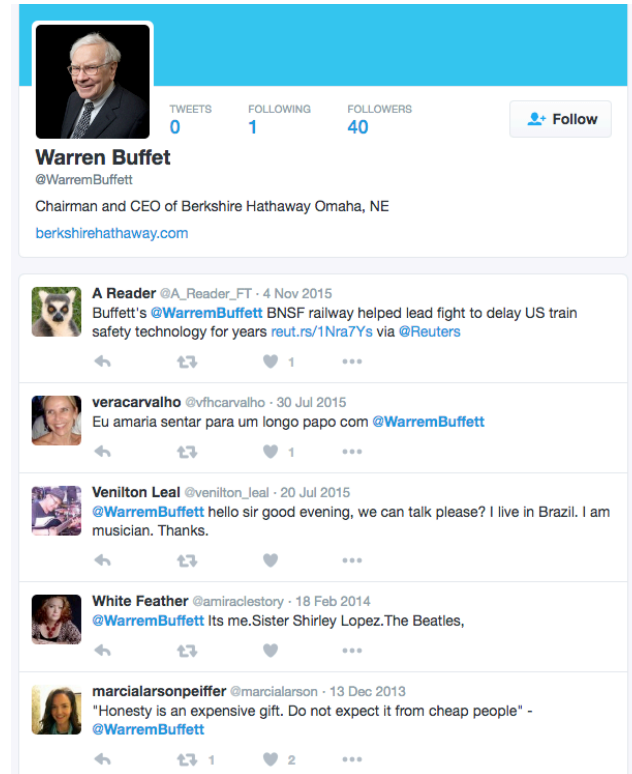 TWEETS FOLLOWING FOLLOWERS
0 1 40
Follow
Warren Buffet
@WarremBuffett
Chairman and CEO of Berkshire Hathaway Omaha, NE
berkshirehathaway.com
A Reader @A_Reader_FT · 4 Nov 2015
Buffett's @WarremBuffett BNSF railway helped lead fight to delay US train
safety technology for years reut.rs/1Nra7Ys via @Reuters
1
veracarvalho @vfhcarvalho · 30 Jul 2015
Eu amaria sentar para um longo papo com @WarremBuffett
1
Venilton Leal @venilton_leal · 20 Jul 2015
@WarremBuffett hello sir good evening, we can talk please? I live in Brazil. I am
musician. Thanks.
White Feather @amiraclestory · 18 Feb 2014
@WarremBuffett Its me.Sister Shirley Lopez.The Beatles,
marcialarsonpeiffer @marcialarson · 13 Dec 2013
"Honesty is an expensive gift. Do not expect it from cheap people" -
@WarremBuffett
1 2